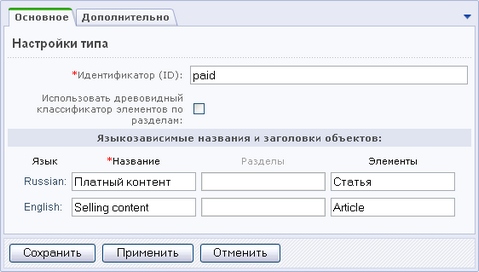 Основное Дополнительно
Настройки типа
*Идентификатор (ID): paid
Использовать древовидный
классификатор элементов по
разделам:
Языкозависимые названия и заголовки объектов:
Язык *Название Разделы Элементы
Russian: Платный контент Статья
English: Selling content Article
Сохранить Применить Отменить